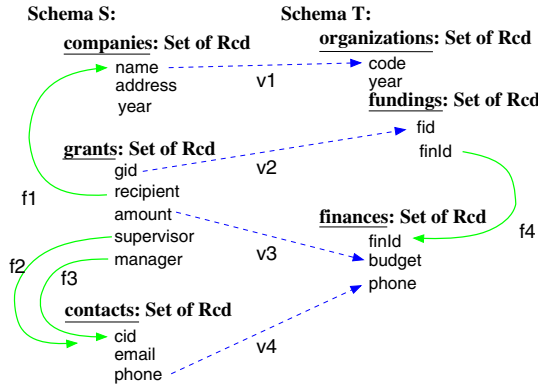 Schema S:
companies: Set of Rcd
name
address
year
grants: Set of Rcd
gid
recipient
amount
supervisor
manager
contacts: Set of Rcd
cid
email
phone
f1
f2
f3
v1
v2
v3
v4
Schema T:
organizations: Set of Rcd
code
year
fundings: Set of Rcd
fid
finId
finances: Set of Rcd
finId
budget
phone
f4